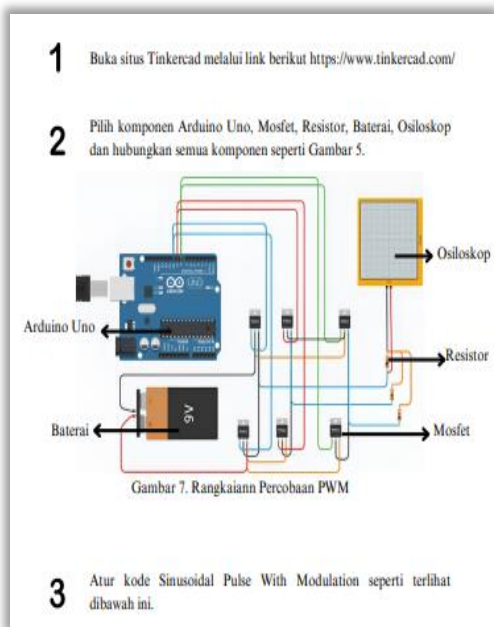 1
Buka situs Tinkercad melalui link berikut https://www.tinkercad.com/
2
Pilih komponen Arduino Uno, Mosfet, Resistor, Baterai, Osiloskop
dan hubungkan semua komponen seperti Gambar 5.
Osiloskop
Arduino Uno
Resistor
Baterai
9V
Mosfet
Gambar 7. Rangkaiann Percobaan PWM
3
Atur kode Sinusoidal Pulse With Modulation seperti terlihat
dibawah ini.